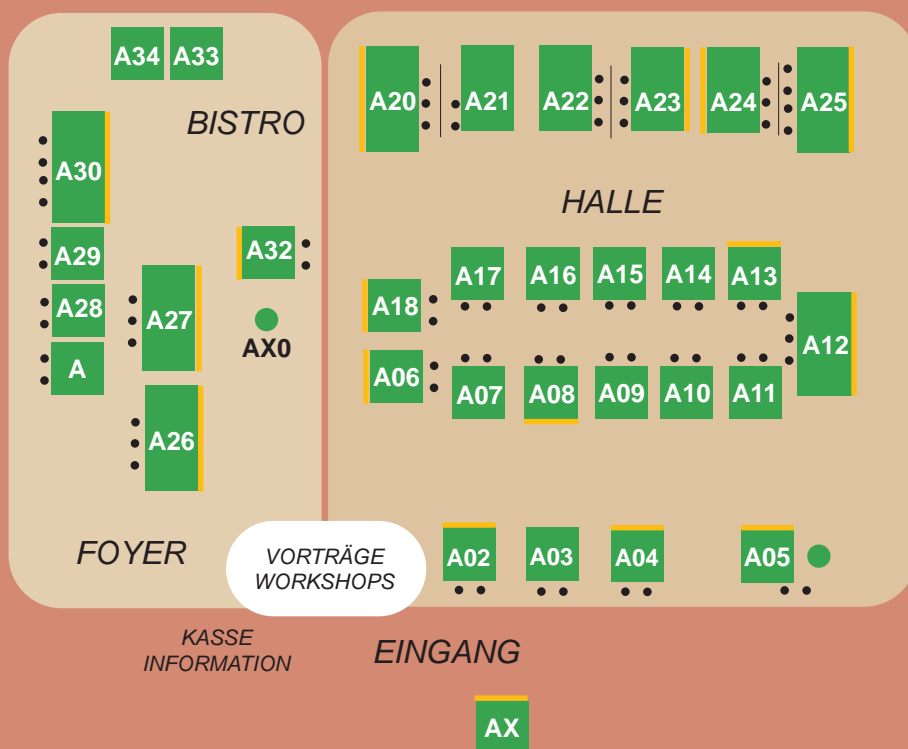 A34 A33
BISTRO
A30
A29
A28
A
A27
A26
A32
AX0
FOYER
A20 A21 A22 A23 A24 A25
HALLE
A17 A16 A15 A14 A13
A18
A12
A06
A07 A08 A09 A10 A11
A02 A03 A04 A05
VORTRÄGE
WORKSHOPS
KASSE
INFORMATION
EINGANG
AX